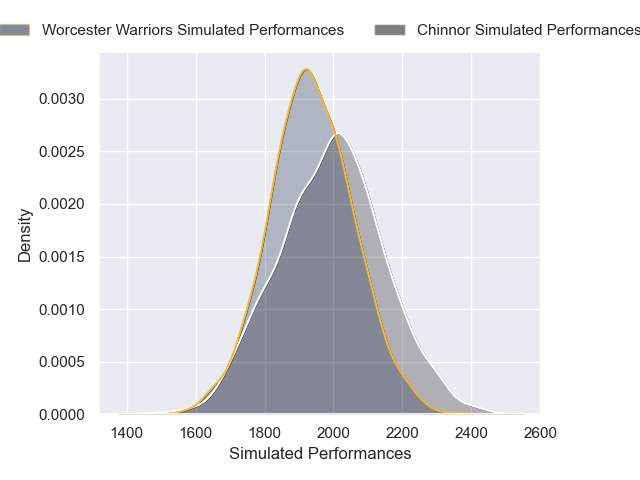 Worcester Warriors Simulated Performances
Chinnor Simulated Performances
0.0030
0.0025
0.0020
0.0015
0.0010
0.0005
0.0000
Density
1400 1600 1800 2000 2200 2400 2600
Simulated Performances